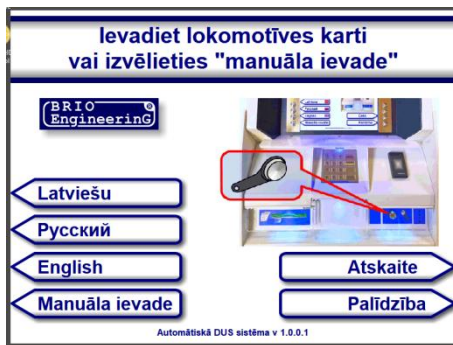 Ievadiet lokomotīves karti
vai izvēlieties "manuāla ievade"
BRIO
EngineerinG
Latviešu
Русский
English
Manuāla ievade
Atskaite
Palīdzība
Automātiskā DUS sistēma v 1.0.0.1